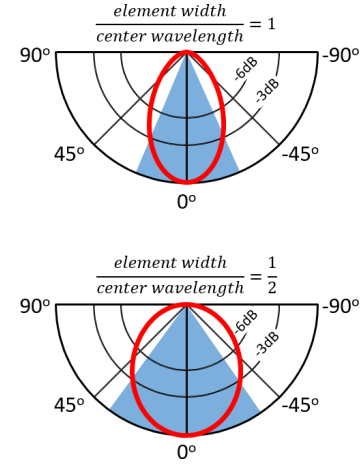 element width
center wavelength = 1
90º -90º
-6dB
-3dB
45º -45º
0º
element width 1
center wavelength = 2
90º -90º
-6dB
-3dB
45º -45º
0º